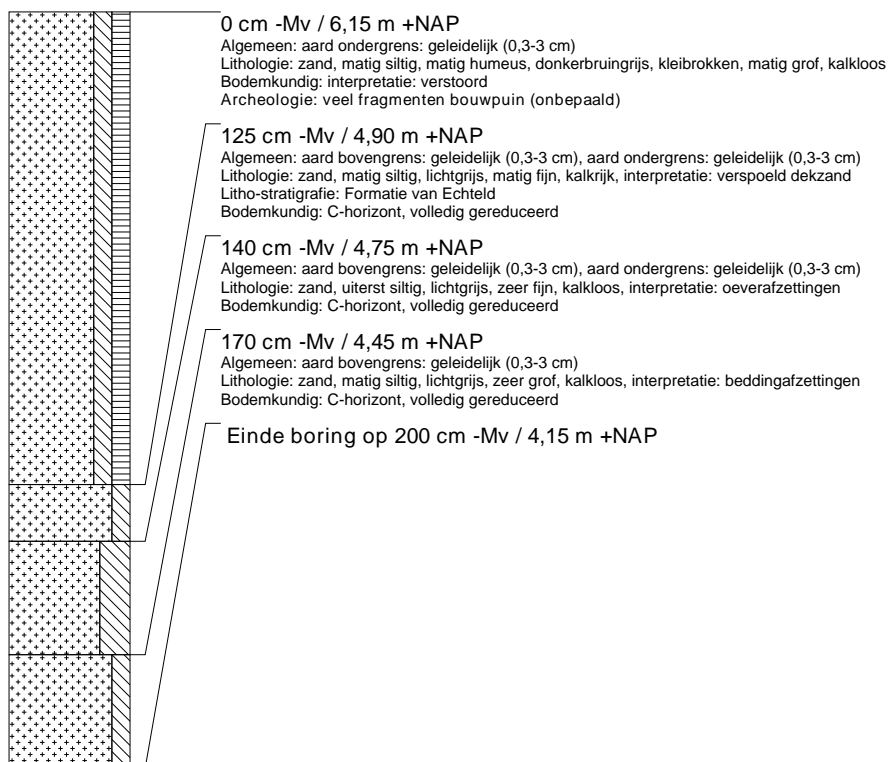 0 cm -Mv / 6,15 m +NAP
Algemeen: aard ondergrens: geleidelijk (0,3-3 cm)
Lithologie: zand, matig siltig, matig humeus, donkerbruingrijs, kleibrokken, matig grof, kalkloos
Bodemkundig: interpretatie: verstoord
Archeologie: veel fragmenten bouwpuin (onbepaald)
125 cm -Mv / 4,90 m +NAP
Algemeen: aard bovengrens: geleidelijk (0,3-3 cm), aard ondergrens: geleidelijk (0,3-3 cm)
Lithologie: zand, matig siltig, lichtgrijs, matig fijn, kalkrijk, interpretatie: verspoeld dekzand
Litho-stratigrafie: Formatie van Echteld
Bodemkundig: C-horizont, volledig gereduceerd
140 cm -Mv / 4,75 m +NAP
Algemeen: aard bovengrens: geleidelijk (0,3-3 cm), aard ondergrens: geleidelijk (0,3-3 cm)
Lithologie: zand, uiterst siltig, lichtgrijs, zeer fijn, kalkloos, interpretatie: oeverafzettingen
Bodemkundig: C-horizont, volledig gereduceerd
170 cm -Mv / 4,45 m +NAP
Algemeen: aard bovengrens: geleidelijk (0,3-3 cm)
Lithologie: zand, matig siltig, lichtgrijs, zeer grof, kalkloos, interpretatie: beddingafzettingen
Bodemkundig: C-horizont, volledig gereduceerd
Einde boring op 200 cm -Mv / 4,15 m +NAP